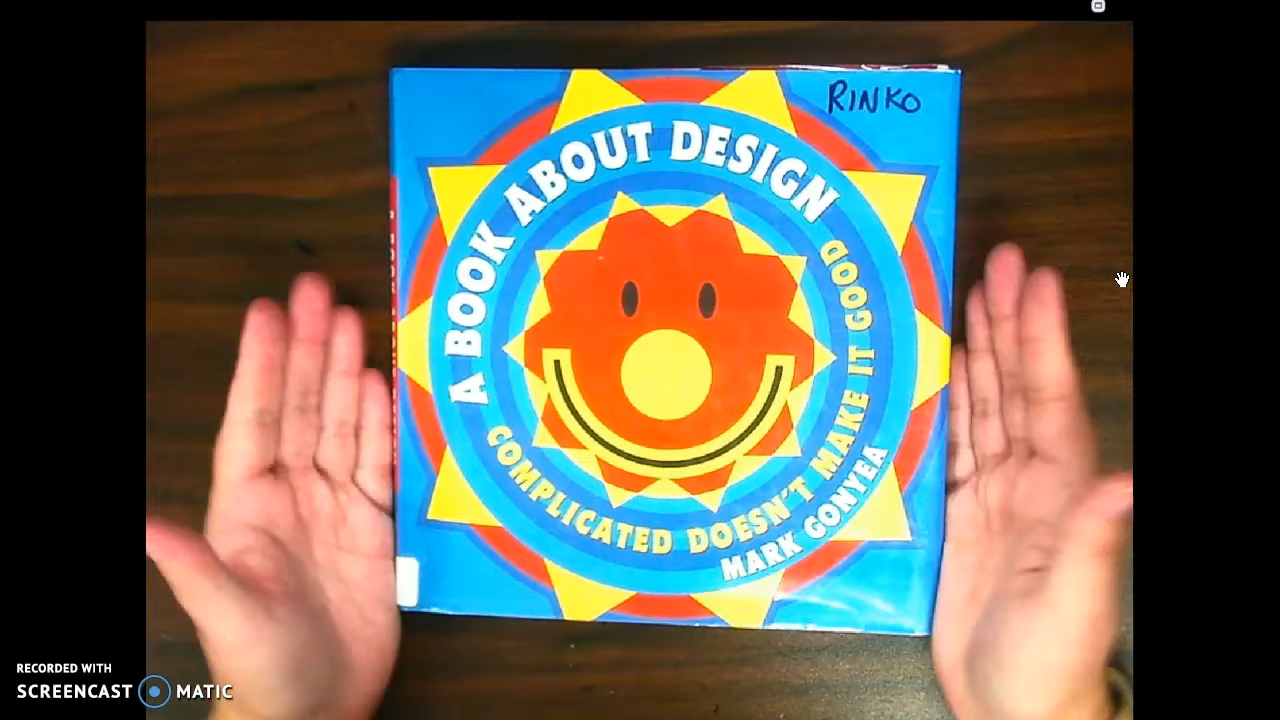 RINKO
A BOOK ABOUT DESIGN
COMPLICATED DOESN'T MAKE IT GOOD
MARK GONYEA
RECORDED WITH
SCREENCAST MATIC